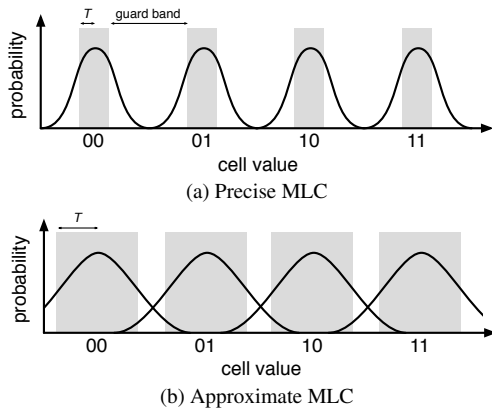 T guard band
probability
00 01 10 11
cell value
(a) Precise MLC
T
probability
00 01 10 11
cell value
(b) Approximate MLC